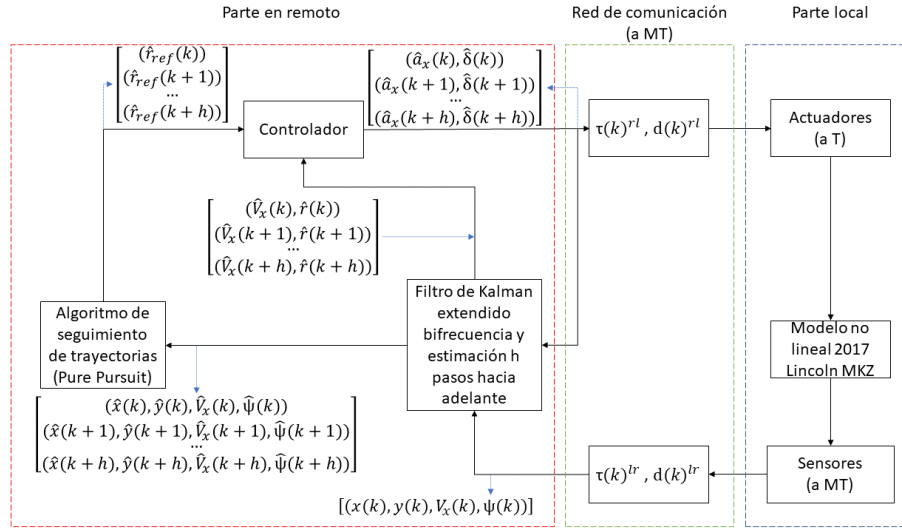 Parte en remoto
Red de comunicación
(a MT)
Parte local
(r̂_ref(k))
(r̂_ref(k+1))
...
(r̂_ref(k+h))
Controlador
(â_x(k), δ̂(k))
(â_x(k+1), δ̂(k+1))
...
(â_x(k+h), δ̂(k+h))
τ(k)^rl , d(k)^rl
Actuadores
(a T)
(V̂_x(k), r̂(k))
(V̂_x(k+1), r̂(k+1))
...
(V̂_x(k+h), r̂(k+h))
Algoritmo de
seguimiento
de trayectorias
(Pure Pursuit)
Filtro de Kalman
extendido
bifrecuencia y
estimación h
pasos hacia
adelante
Modelo no
lineal 2017
Lincoln MKZ
(x̂(k), ŷ(k), V̂_x(k), ψ̂(k))
(x̂(k+1), ŷ(k+1), V̂_x(k+1), ψ̂(k+1))
...
(x̂(k+h), ŷ(k+h), V̂_x(k+h), ψ̂(k+h))
τ(k)^lr , d(k)^lr
Sensores
(a MT)
[(x(k), y(k), V_x(k), ψ(k))]